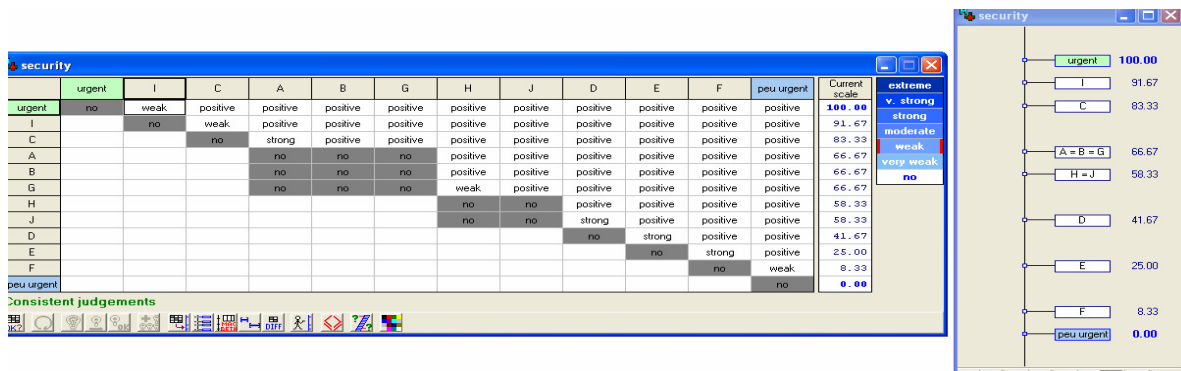 security
urgent I C A B G H J D E F peu urgent Current scale
urgent no weak positive positive positive positive positive positive positive positive positive positive 100.00
I no weak positive positive positive positive positive positive positive positive positive 91.67
C no strong positive positive positive positive positive positive positive positive 83.33
A no no no positive positive positive positive positive positive 66.67
B no no no positive positive positive positive positive positive 66.67
G no no no weak positive positive positive positive positive 66.67
H no no positive positive positive positive 58.33
J no no strong positive positive positive 58.33
D no strong positive positive 41.67
E no strong positive 25.00
F no weak 8.33
peu urgent no 0.00
extreme
v. strong
strong
moderate
weak
very weak
no
Consistent judgements
OK? OK MAC BETH DIFF
security
urgent 100.00
I 91.67
C 83.33
A = B = G 66.67
H = J 58.33
D 41.67
E 25.00
F 8.33
peu urgent 0.00